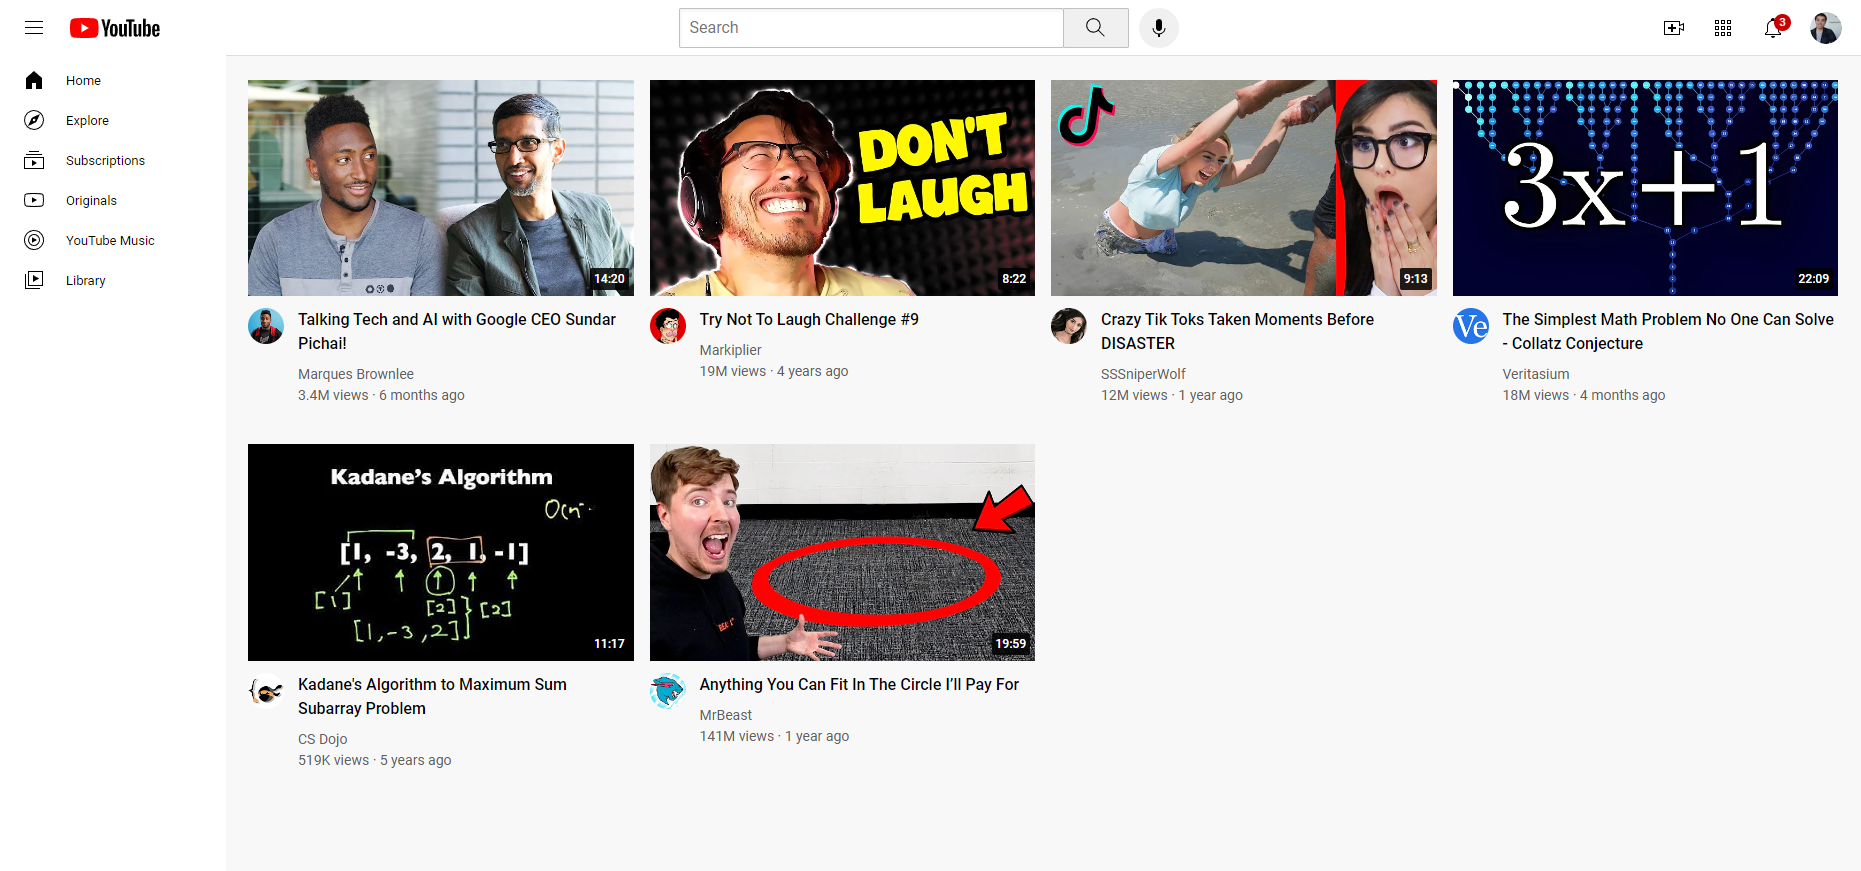 YouTube
Search
3
Home
Explore
Subscriptions
Originals
YouTube Music
Library
14:20
DON'T
LAUGH
8:22
9:13
3x+1
22:09
Talking Tech and AI with Google CEO Sundar
Pichai!
Marques Brownlee
3.4M views · 6 months ago
Try Not To Laugh Challenge #9
Markiplier
19M views · 4 years ago
Crazy Tik Toks Taken Moments Before
DISASTER
SSSniperWolf
12M views · 1 year ago
Ve
The Simplest Math Problem No One Can Solve
- Collatz Conjecture
Veritasium
18M views · 4 months ago
Kadane's Algorithm
[1, -3, 2, 1, -1]
[1]
[2]
[2]
[1, -3, 2]
11:17
19:59
Kadane's Algorithm to Maximum Sum
Subarray Problem
CS Dojo
519K views · 5 years ago
Anything You Can Fit In The Circle I’ll Pay For
MrBeast
141M views · 1 year ago